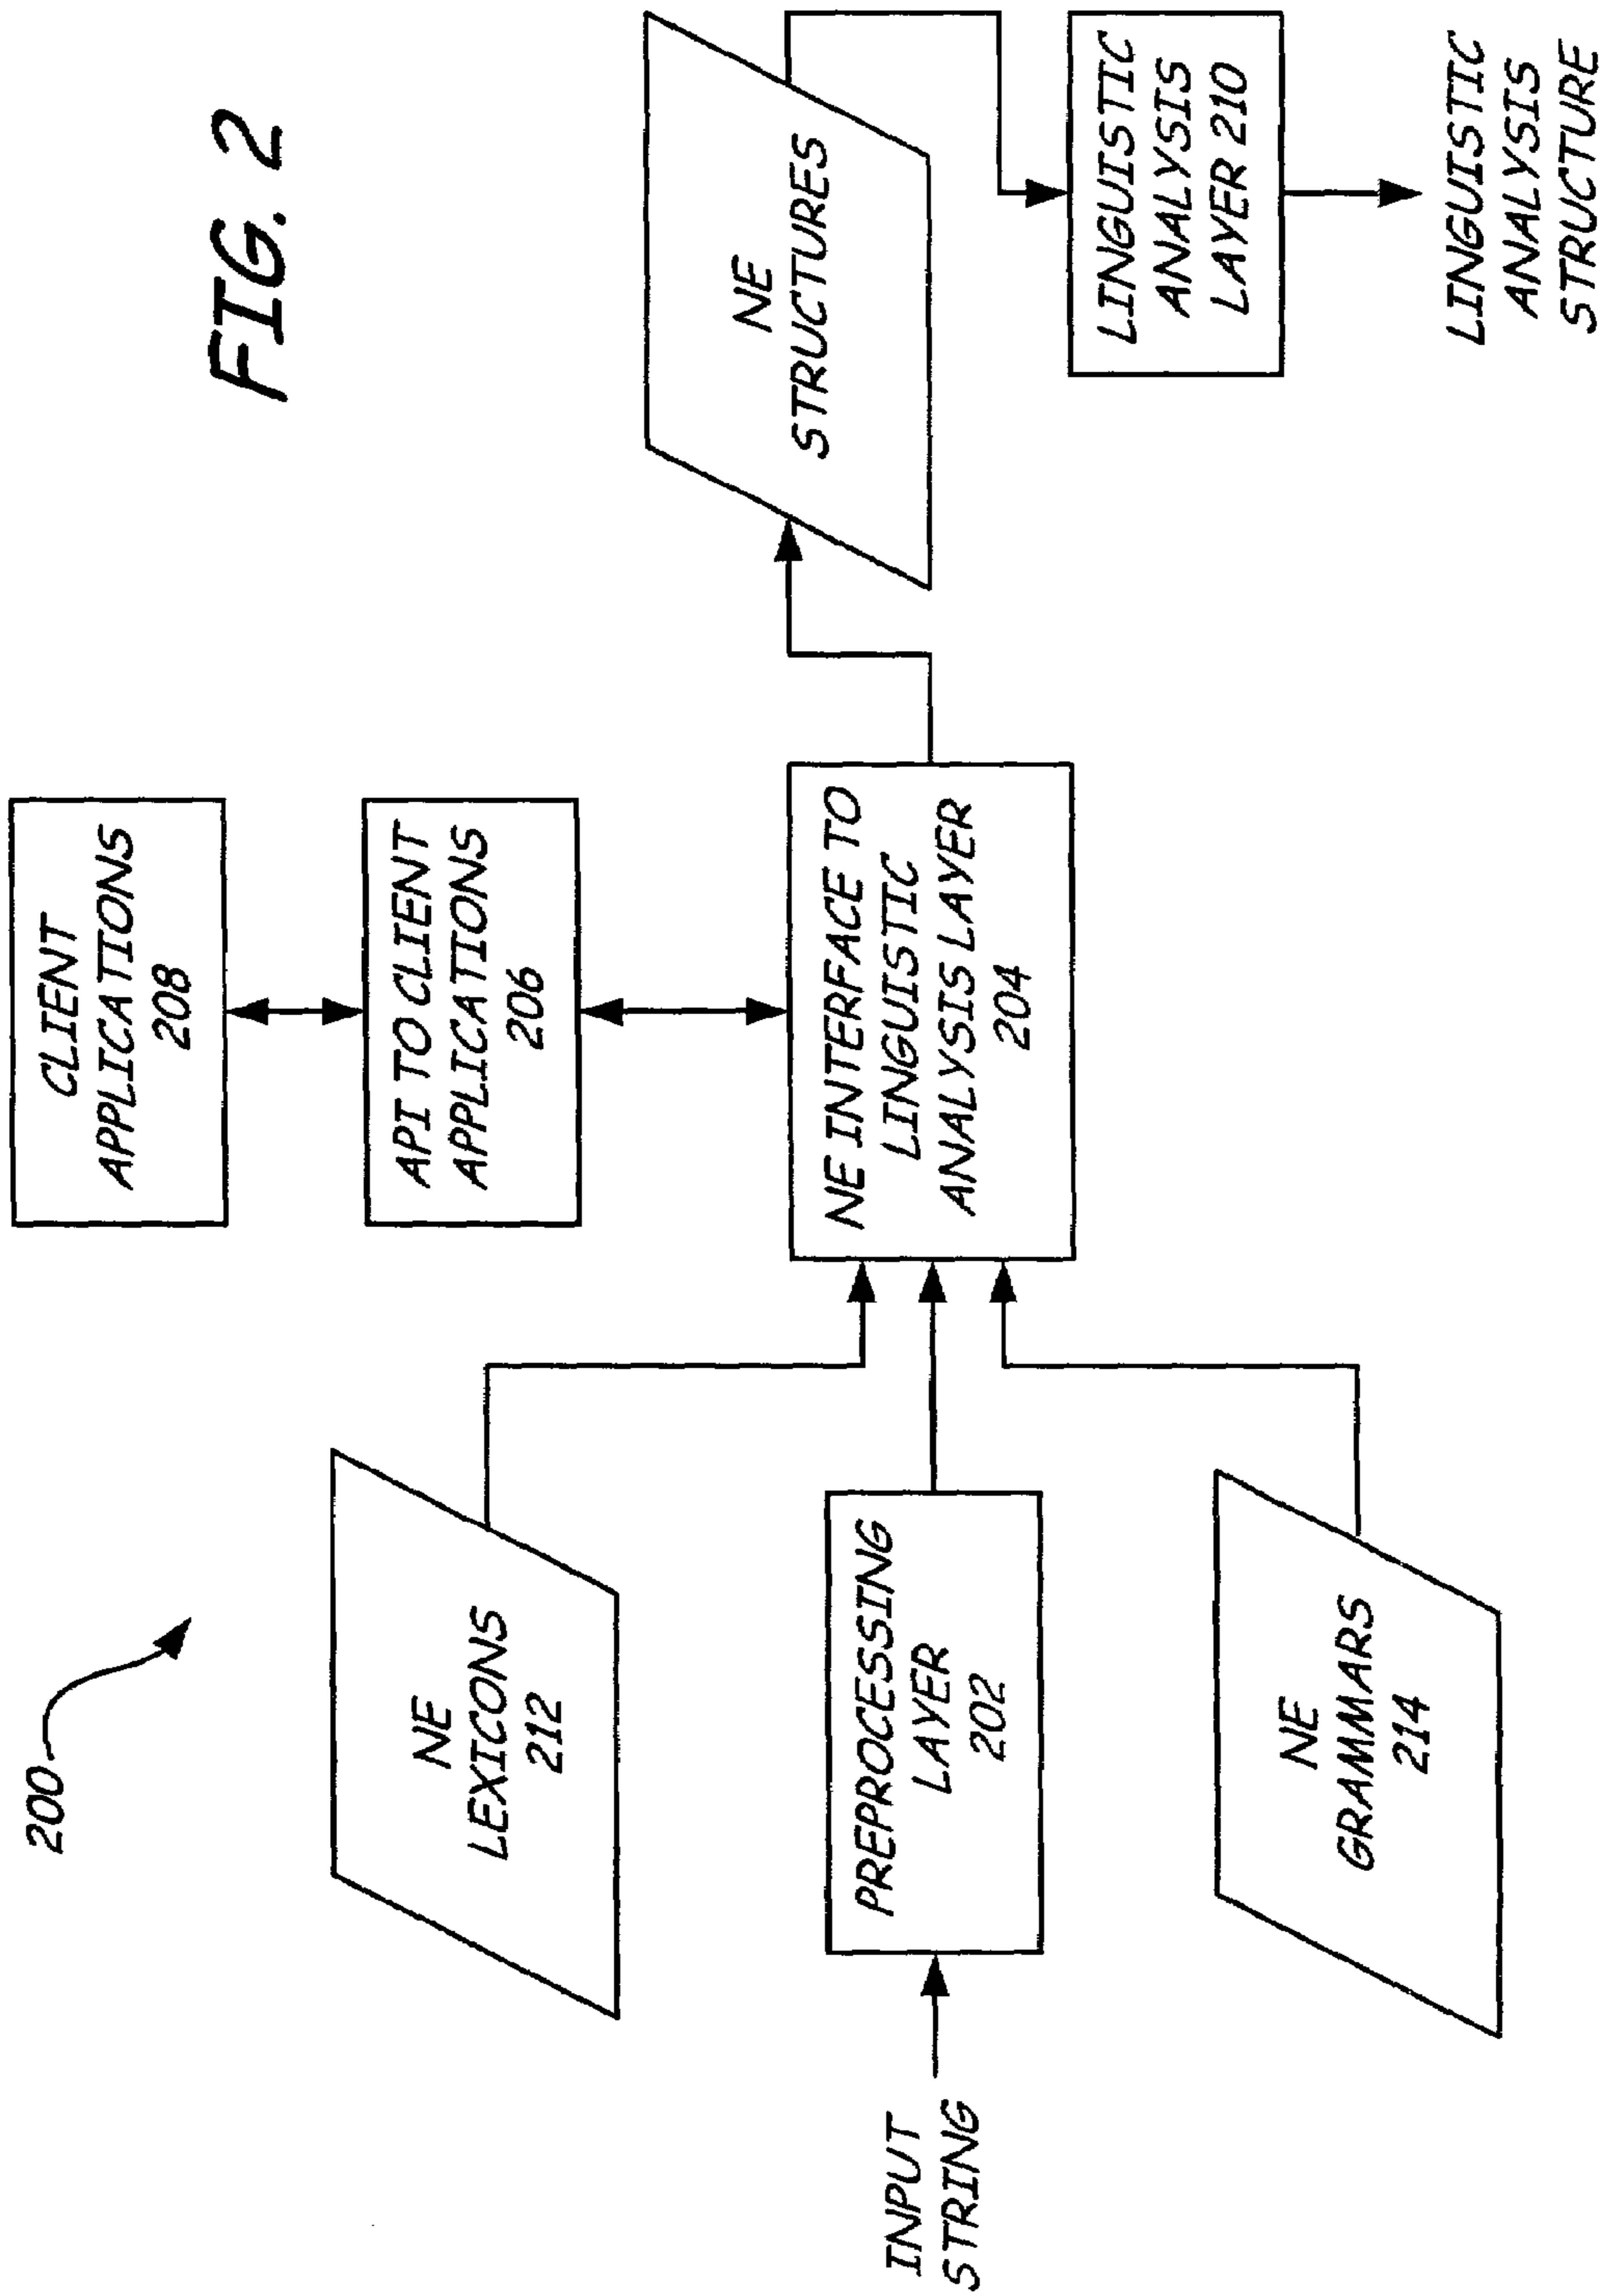 FIG. 2
200
CLIENT
APPLICATIONS
208
API TO CLIENT
APPLICATIONS
206
NE
LEXICONS
212
INPUT
STRING
PREPROCESSING
LAYER
202
NE
GRAMMARS
214
NE INTERFACE TO
LINGUISTIC
ANALYSIS LAYER
204
NE
STRUCTURES
LINGUISTIC
ANALYSIS
LAYER 210
LINGUISTIC
ANALYSIS
STRUCTURE